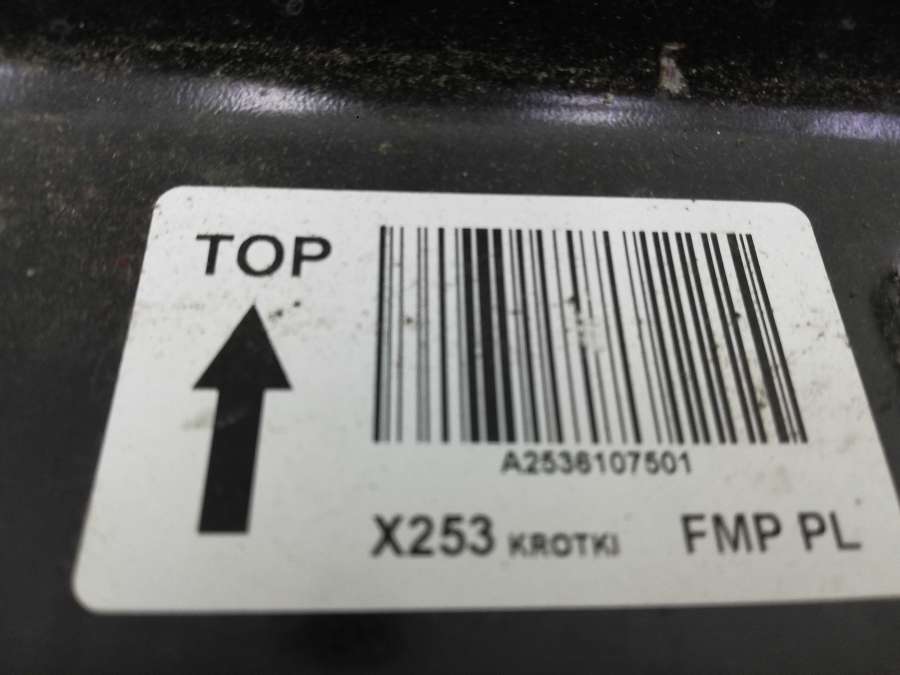 TOP
A2536107501
X253 KROTKI FMP PL